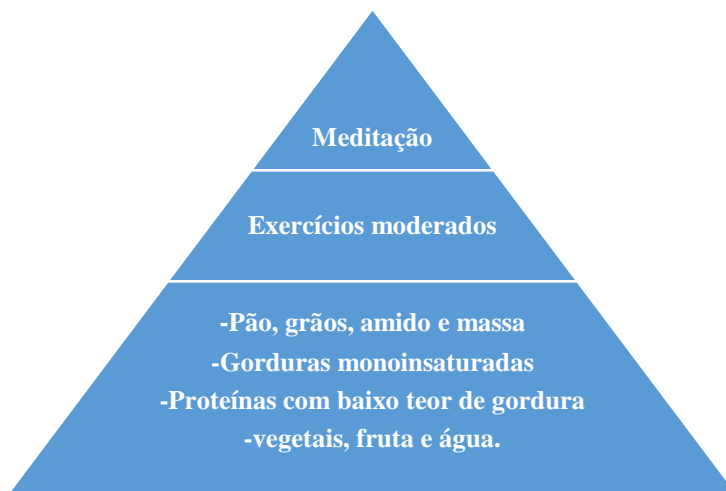 Meditação
Exercícios moderados
-Pão, grãos, amido e massa
-Gorduras monoinsaturadas
-Proteínas com baixo teor de gordura
-vegetais, fruta e água.